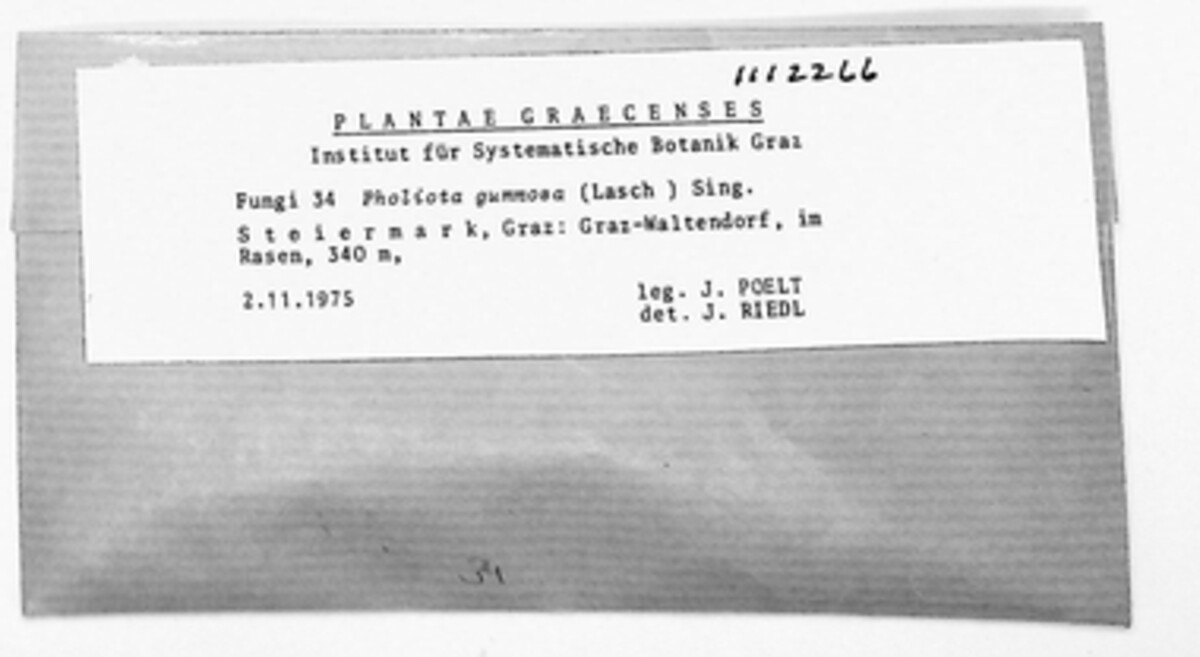 1112266
PLANTAE GRAECENSES
Institut für Systematische Botanik Graz
Fungi 34 Pholiota gummosa (Lasch ) Sing.
Steiermark, Graz: Graz-Waltendorf, im
Rasen, 340 m,
2.11.1975
leg. J. POELT
det. J. RIEDL
34